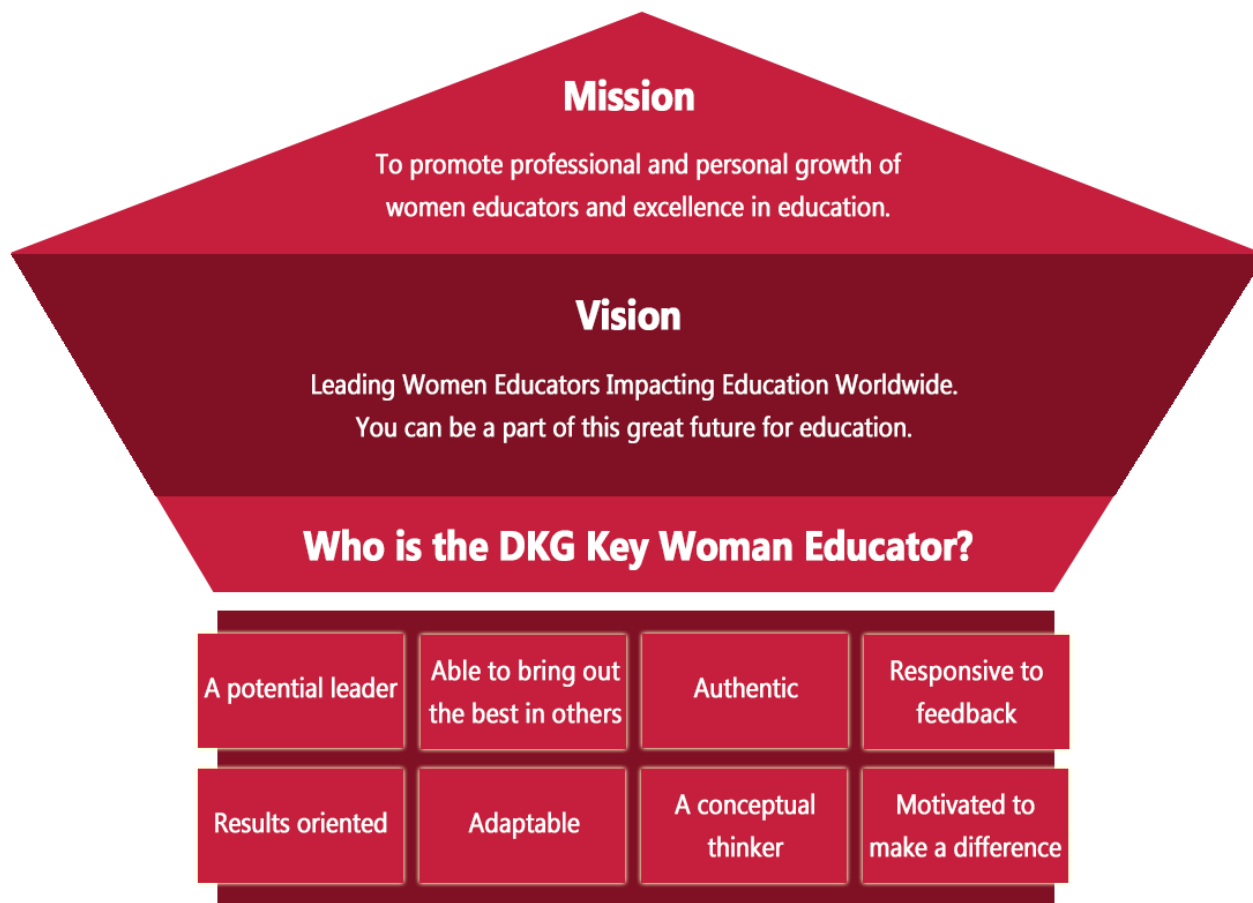 Mission
To promote professional and personal growth of
women educators and excellence in education.
Vision
Leading Women Educators Impacting Education Worldwide.
You can be a part of this great future for education.
Who is the DKG Key Woman Educator?
A potential leader
Able to bring out
the best in others
Authentic
Responsive to
feedback
Results oriented
Adaptable
A conceptual
thinker
Motivated to
make a difference